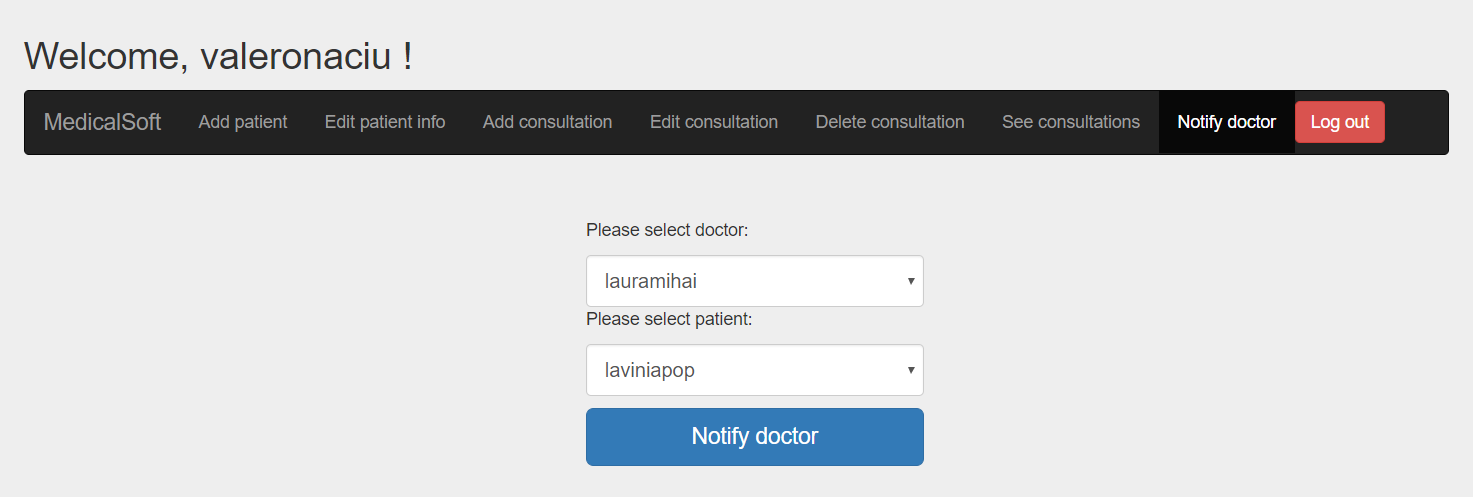 Welcome, valeronaciu !
MedicalSoft Add patient Edit patient info Add consultation Edit consultation Delete consultation See consultations Notify doctor Log out
Please select doctor:
lauramihai
Please select patient:
laviniapop
Notify doctor